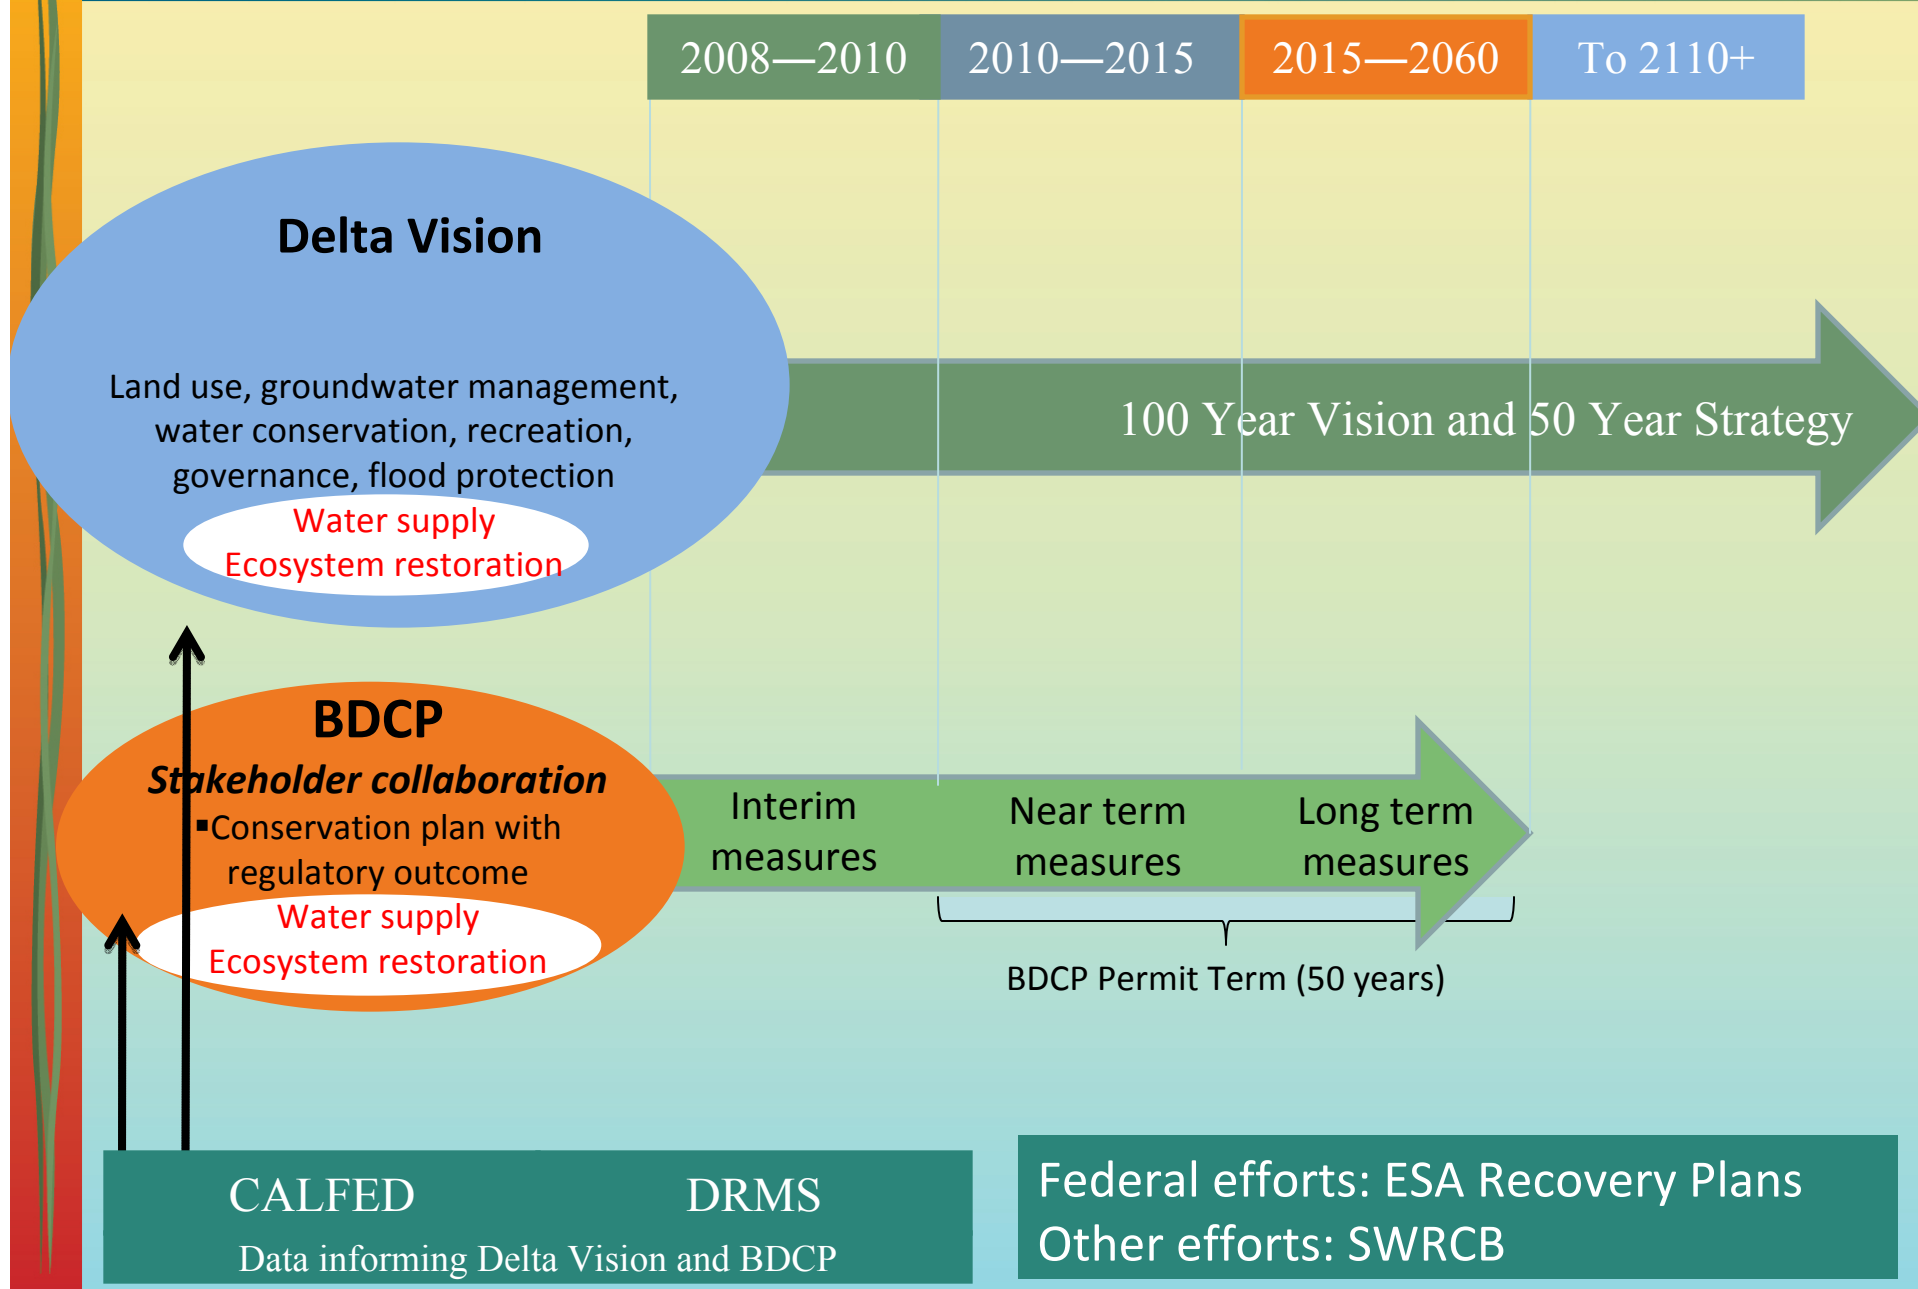 2008—2010 2010—2015 2015—2060 To 2110+
Delta Vision
Land use, groundwater management,
water conservation, recreation,
governance, flood protection
Water supply
Ecosystem restoration
100 Year Vision and 50 Year Strategy
BDCP
Stakeholder collaboration
▪Conservation plan with
regulatory outcome
Water supply
Ecosystem restoration
Interim
measures
Near term
measures
Long term
measures
BDCP Permit Term (50 years)
CALFED DRMS
Data informing Delta Vision and BDCP
Federal efforts: ESA Recovery Plans
Other efforts: SWRCB